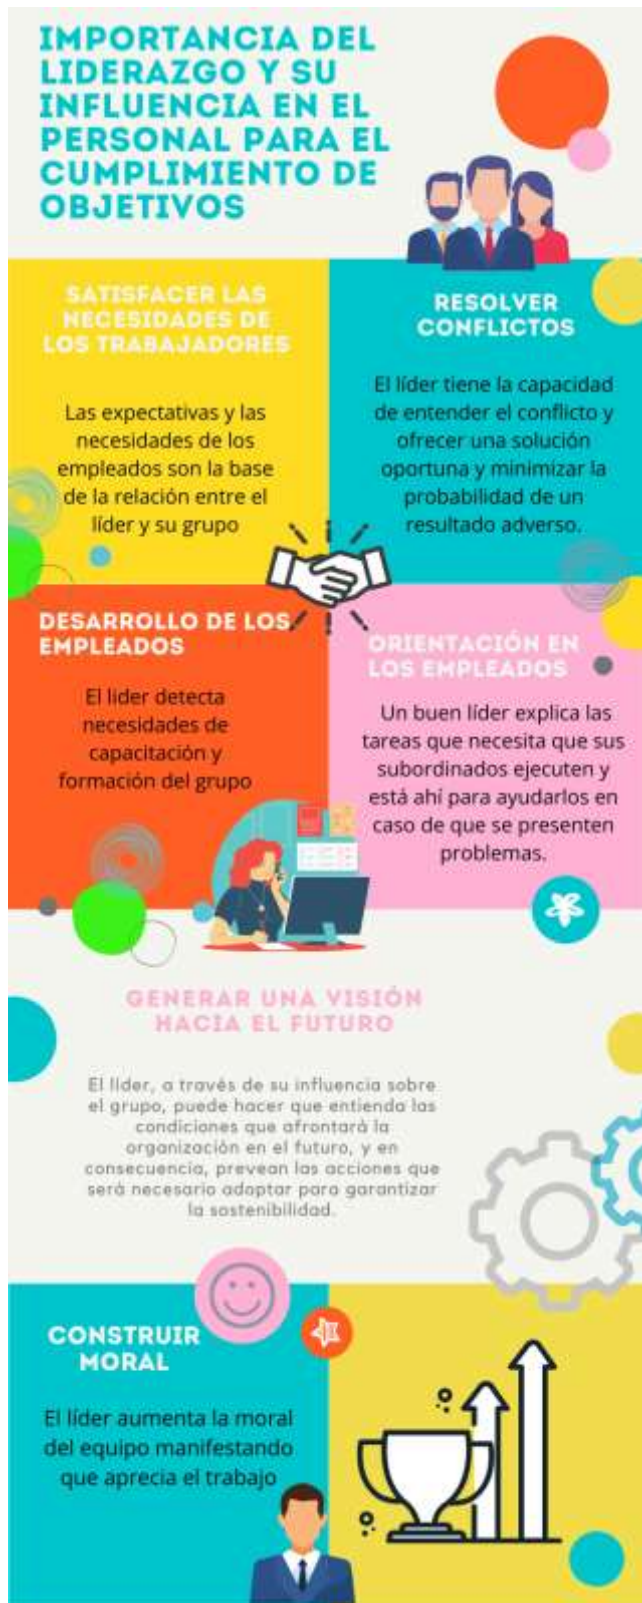 IMPORTANCIA DEL
LIDERAZGO Y SU
INFLUENCIA EN EL
PERSONAL PARA EL
CUMPLIMIENTO DE
OBJETIVOS
SATISFACER LAS
NECESIDADES DE
LOS TRABAJADORES
Las expectativas y las
necesidades de los
empleados son la base
de la relación entre el
líder y su grupo
RESOLVER
CONFLICTOS
El líder tiene la capacidad
de entender el conflicto y
ofrecer una solución
oportuna y minimizar la
probabilidad de un
resultado adverso.
DESARROLLO DE LOS
EMPLEADOS
El lider detecta
necesidades de
capacitación y
formación del grupo
ORIENTACIÓN EN
LOS EMPLEADOS
Un buen líder explica las
tareas que necesita que sus
subordinados ejecuten y
está ahí para ayudarlos en
caso de que se presenten
problemas.
GENERAR UNA VISIÓN
HACIA EL FUTURO
El líder, a través de su influencia sobre
el grupo, puede hacer que entienda las
condiciones que afrontará la
organización en el futuro, y en
consecuencia, prevean las acciones que
será necesario adoptar para garantizar
la sostenibilidad.
CONSTRUIR
MORAL
El líder aumenta la moral
del equipo manifestando
que aprecia el trabajo